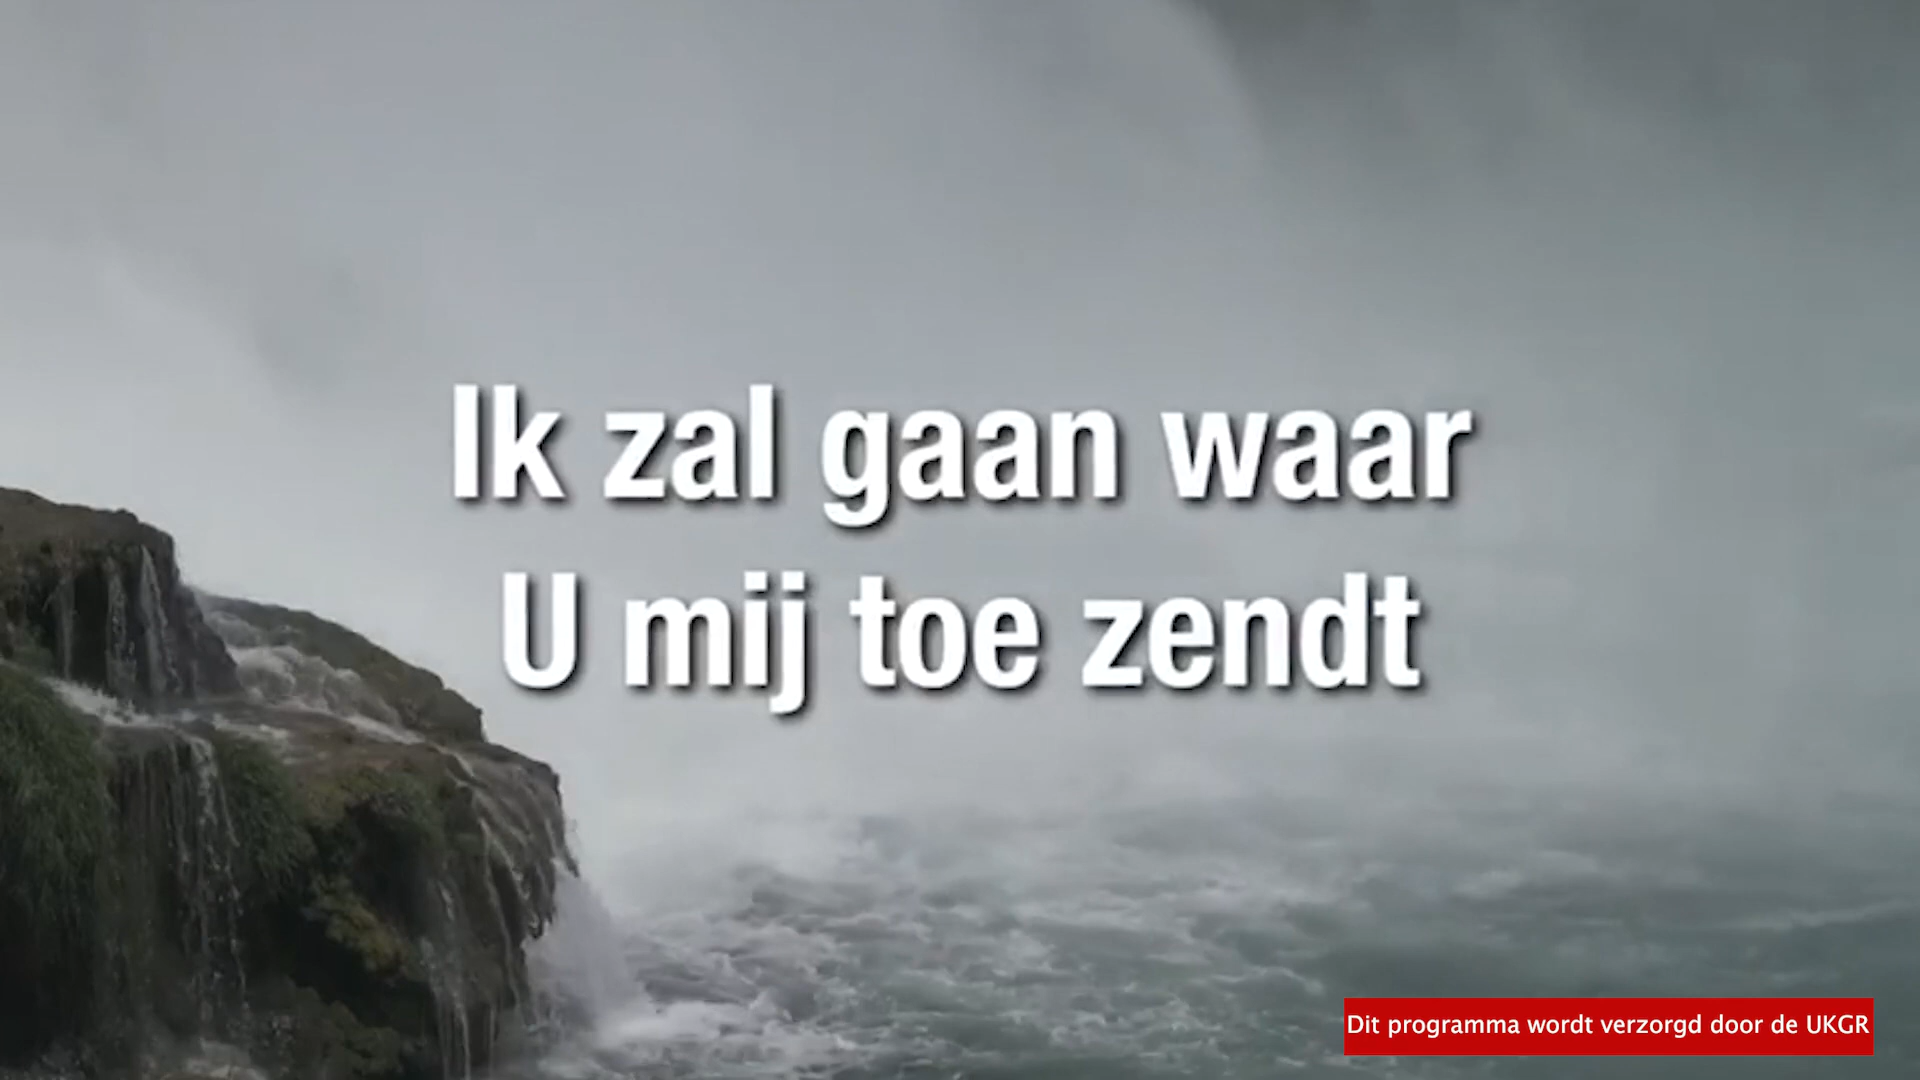 Ik zal gaan waar
U mij toe zendt
Dit programma wordt verzorgd door de UKGR